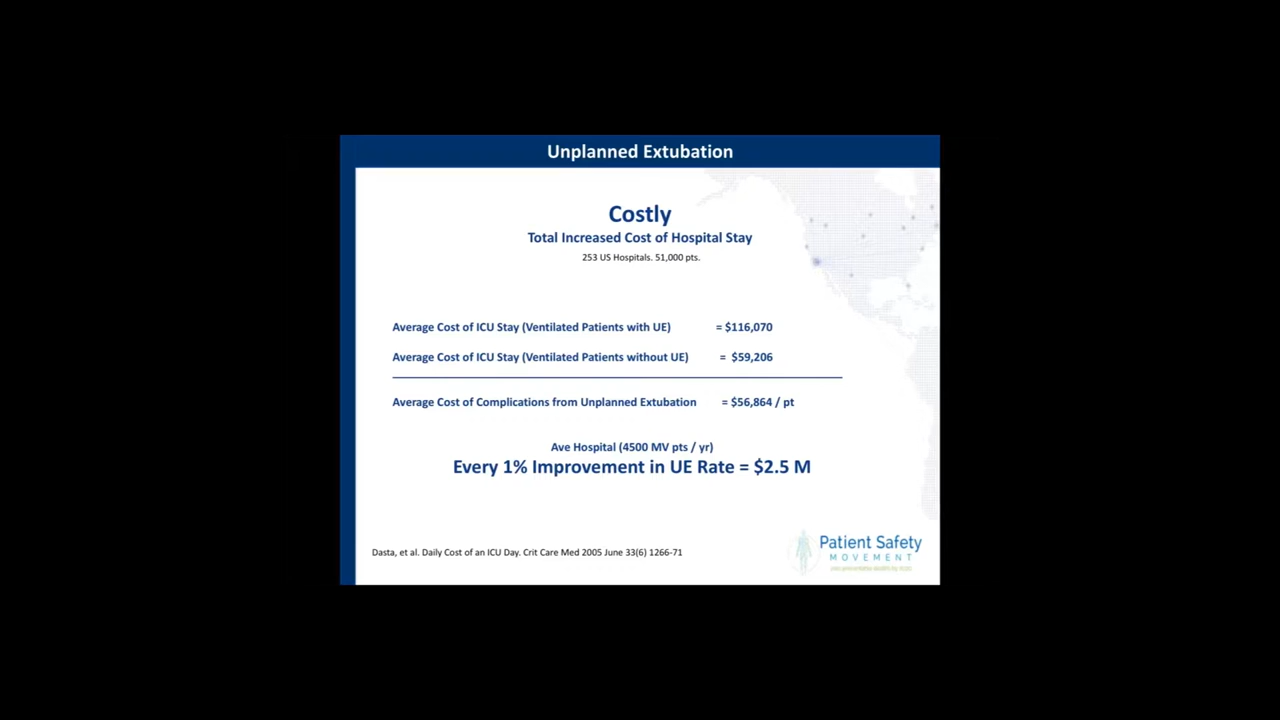 Unplanned Extubation
Costly
Total Increased Cost of Hospital Stay
253 US Hospitals. 51,000 pts.
Average Cost of ICU Stay (Ventilated Patients with UE) = $116,070
Average Cost of ICU Stay (Ventilated Patients without UE) = $59,206
Average Cost of Complications from Unplanned Extubation = $56,864 / pt
Ave Hospital (4500 MV pts / yr)
Every 1% Improvement in UE Rate = $2.5 M
Dasta, et al. Daily Cost of an ICU Day. Crit Care Med 2005 June 33(6) 1266-71
Patient Safety
MOVEMENT